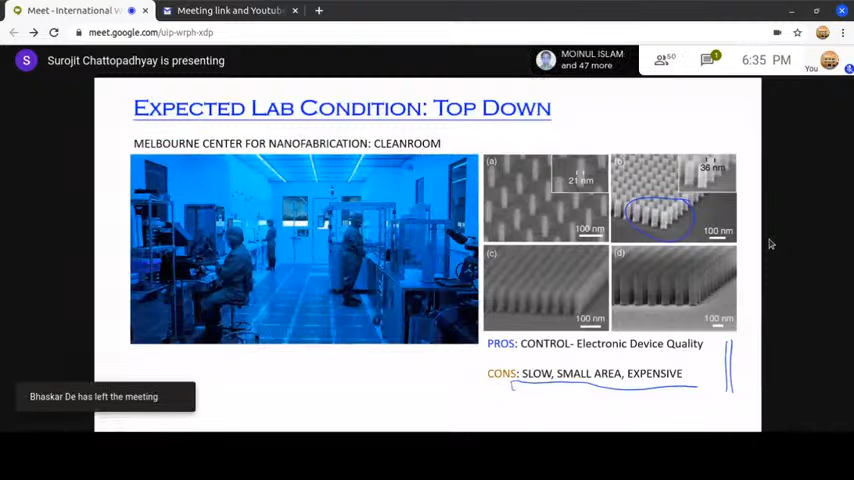 Meet - International W
Meeting link and Youtub
meet.google.com/uip-wrph-xdp
S
Surojit Chattopadhyay is presenting
MOINUL ISLAM
and 47 more
50
1
6:35 PM
You
EXPECTED LAB CONDITION: TOP DOWN
MELBOURNE CENTER FOR NANOFABRICATION: CLEANROOM
(a)
21 nm
100 nm
(b)
36 nm
100 nm
(c)
100 nm
(d)
100 nm
PROS: CONTROL- Electronic Device Quality
CONS: SLOW, SMALL AREA, EXPENSIVE
Bhaskar De has left the meeting